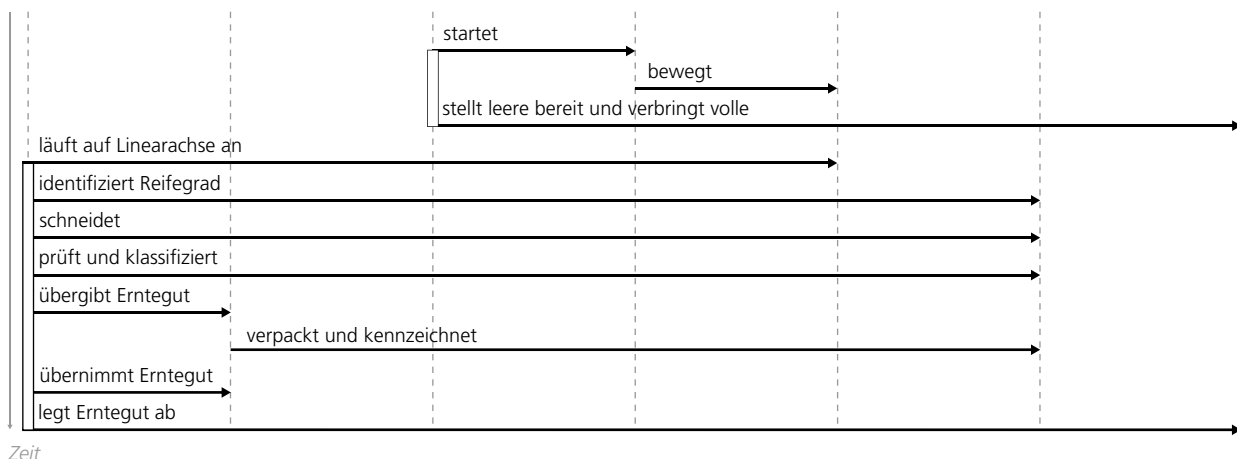 startet
bewegt
stellt leere bereit und verbringt volle
läuft auf Linearachse an
identifiziert Reifegrad
schneidet
prüft und klassifiziert
übergibt Erntegut
verpackt und kennzeichnet
übernimmt Erntegut
legt Erntegut ab
Zeit